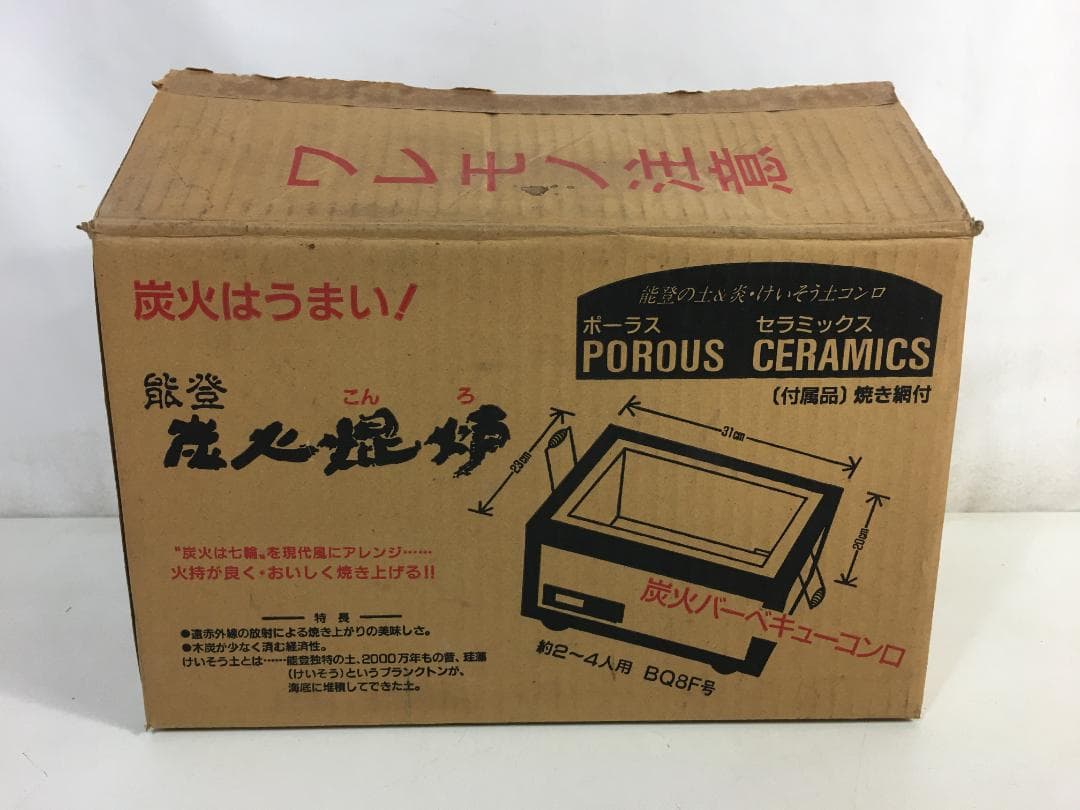 ワレモノ注意
炭火はうまい!
能登の土&炎・けいそう土コンロ
ポーラス セラミックス
POROUS CERAMICS
(付属品)焼き網付
能登
こんろ
炭火焜炉
31cm
23cm
20cm
"炭火は七輪"を現代風にアレンジ……
火持が良く・おいしく焼き上げる!!
特長
●遠赤外線の放射による焼き上がりの美味しさ。
●木炭が少なく済む経済性。
けいそう土とは……能登独特の土、2000万年もの昔、珪藻
(けいそう)というプランクトンが、
海底に堆積してできた土。
炭火バーベキューコンロ
約2〜4人用 BQ8F号